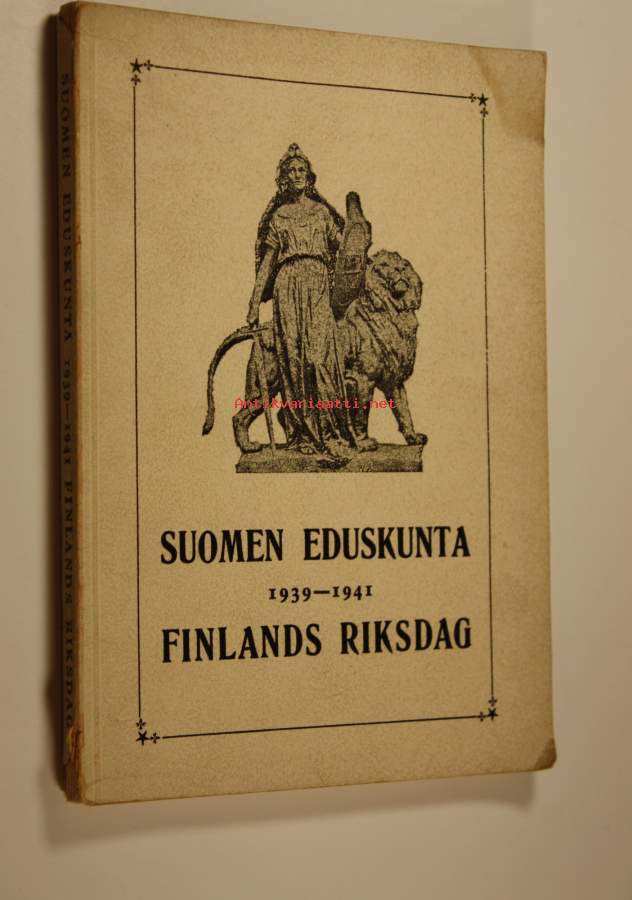 SUOMEN EDUSKUNTA 1939-1941 FINLANDS RIKSDAG
Antikvariaatti.net
SUOMEN EDUSKUNTA
1939—1941
FINLANDS RIKSDAG